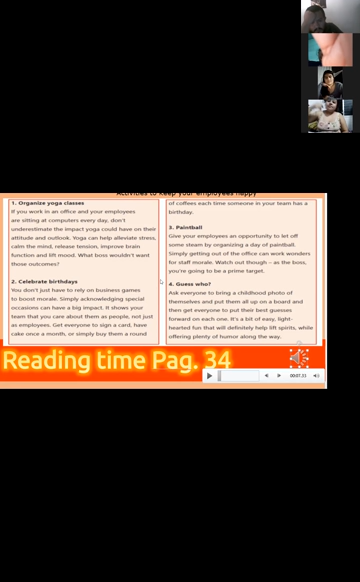 Activities to keep your employees happy
1. Organize yoga classes
If you work in an office and your employees
are sitting at computers every day, don't
underestimate the impact yoga could have on their
attitude and outlook. Yoga can help alleviate stress,
calm the mind, release tension, improve brain
function and lift mood. What boss wouldn't want
those outcomes?
2. Celebrate birthdays
You don't just have to rely on business games
to boost morale. Simply acknowledging special
occasions can have a big impact. It shows your
team that you care about them as people, not just
as employees. Get everyone to sign a card, have
cake once a month, or simply buy them a round
of coffees each time someone in your team has a
birthday.
3. Paintball
Give your employees an opportunity to let off
some steam by organizing a day of paintball.
Simply getting out of the office can work wonders
for staff morale. Watch out though – as the boss,
you're going to be a prime target.
4. Guess who?
Ask everyone to bring a childhood photo of
themselves and put them all up on a board and
then get everyone to put their best guesses
forward on each one. It's a bit of easy, light-
hearted fun that will definitely help lift spirits, while
offering plenty of humor along the way.
Reading time Pag. 34
00:07.51